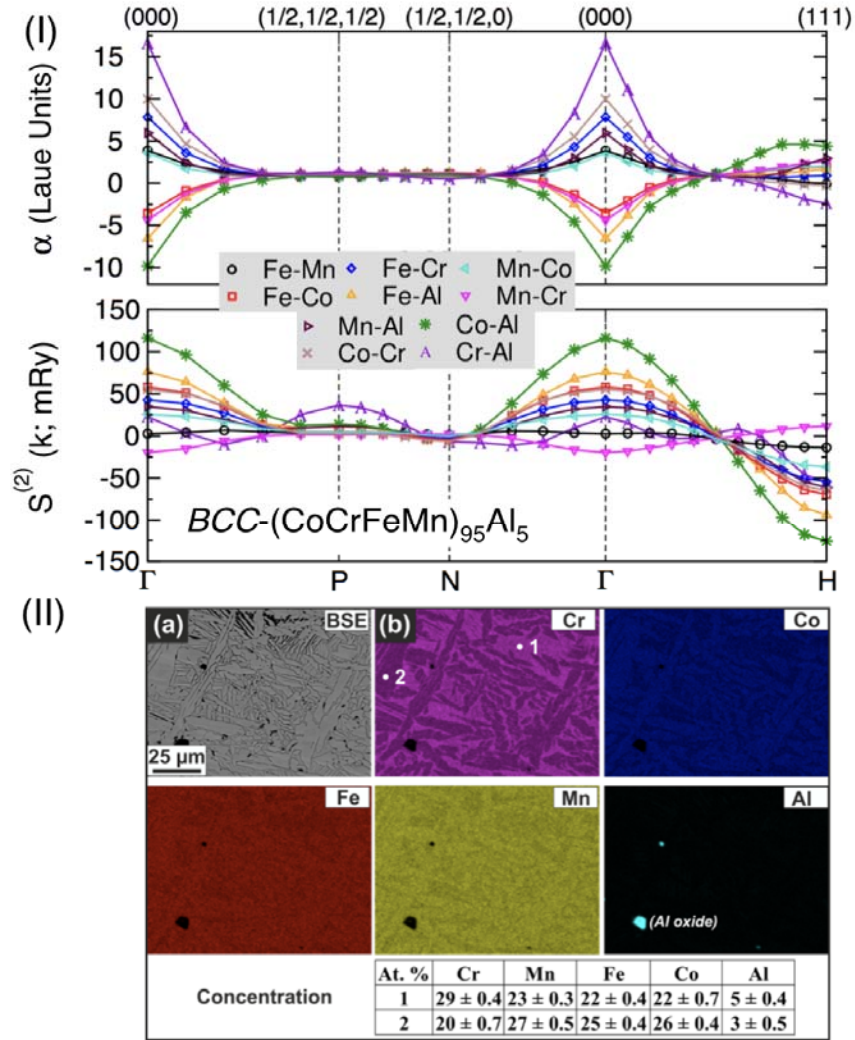 (I)
(000) (1/2,1/2,1/2) (1/2,1/2,0) (000) (111)
α (Laue Units)
15
10
5
0
-5
-10
Fe-Mn Fe-Cr Mn-Co
Fe-Co Fe-Al Mn-Cr
Mn-Al Co-Al
Co-Cr Cr-Al
S(2) (k; mRy)
150
100
50
0
-50
-100
-150
BCC-(CoCrFeMn)95Al5
Γ P N Γ H
(II)
(a) BSE (b) Cr Co
1
2
25 µm
Fe Mn Al
(Al oxide)
Concentration
At. % Cr Mn Fe Co Al
1 29 ± 0.4 23 ± 0.3 22 ± 0.4 22 ± 0.7 5 ± 0.4
2 20 ± 0.7 27 ± 0.5 25 ± 0.4 26 ± 0.4 3 ± 0.5